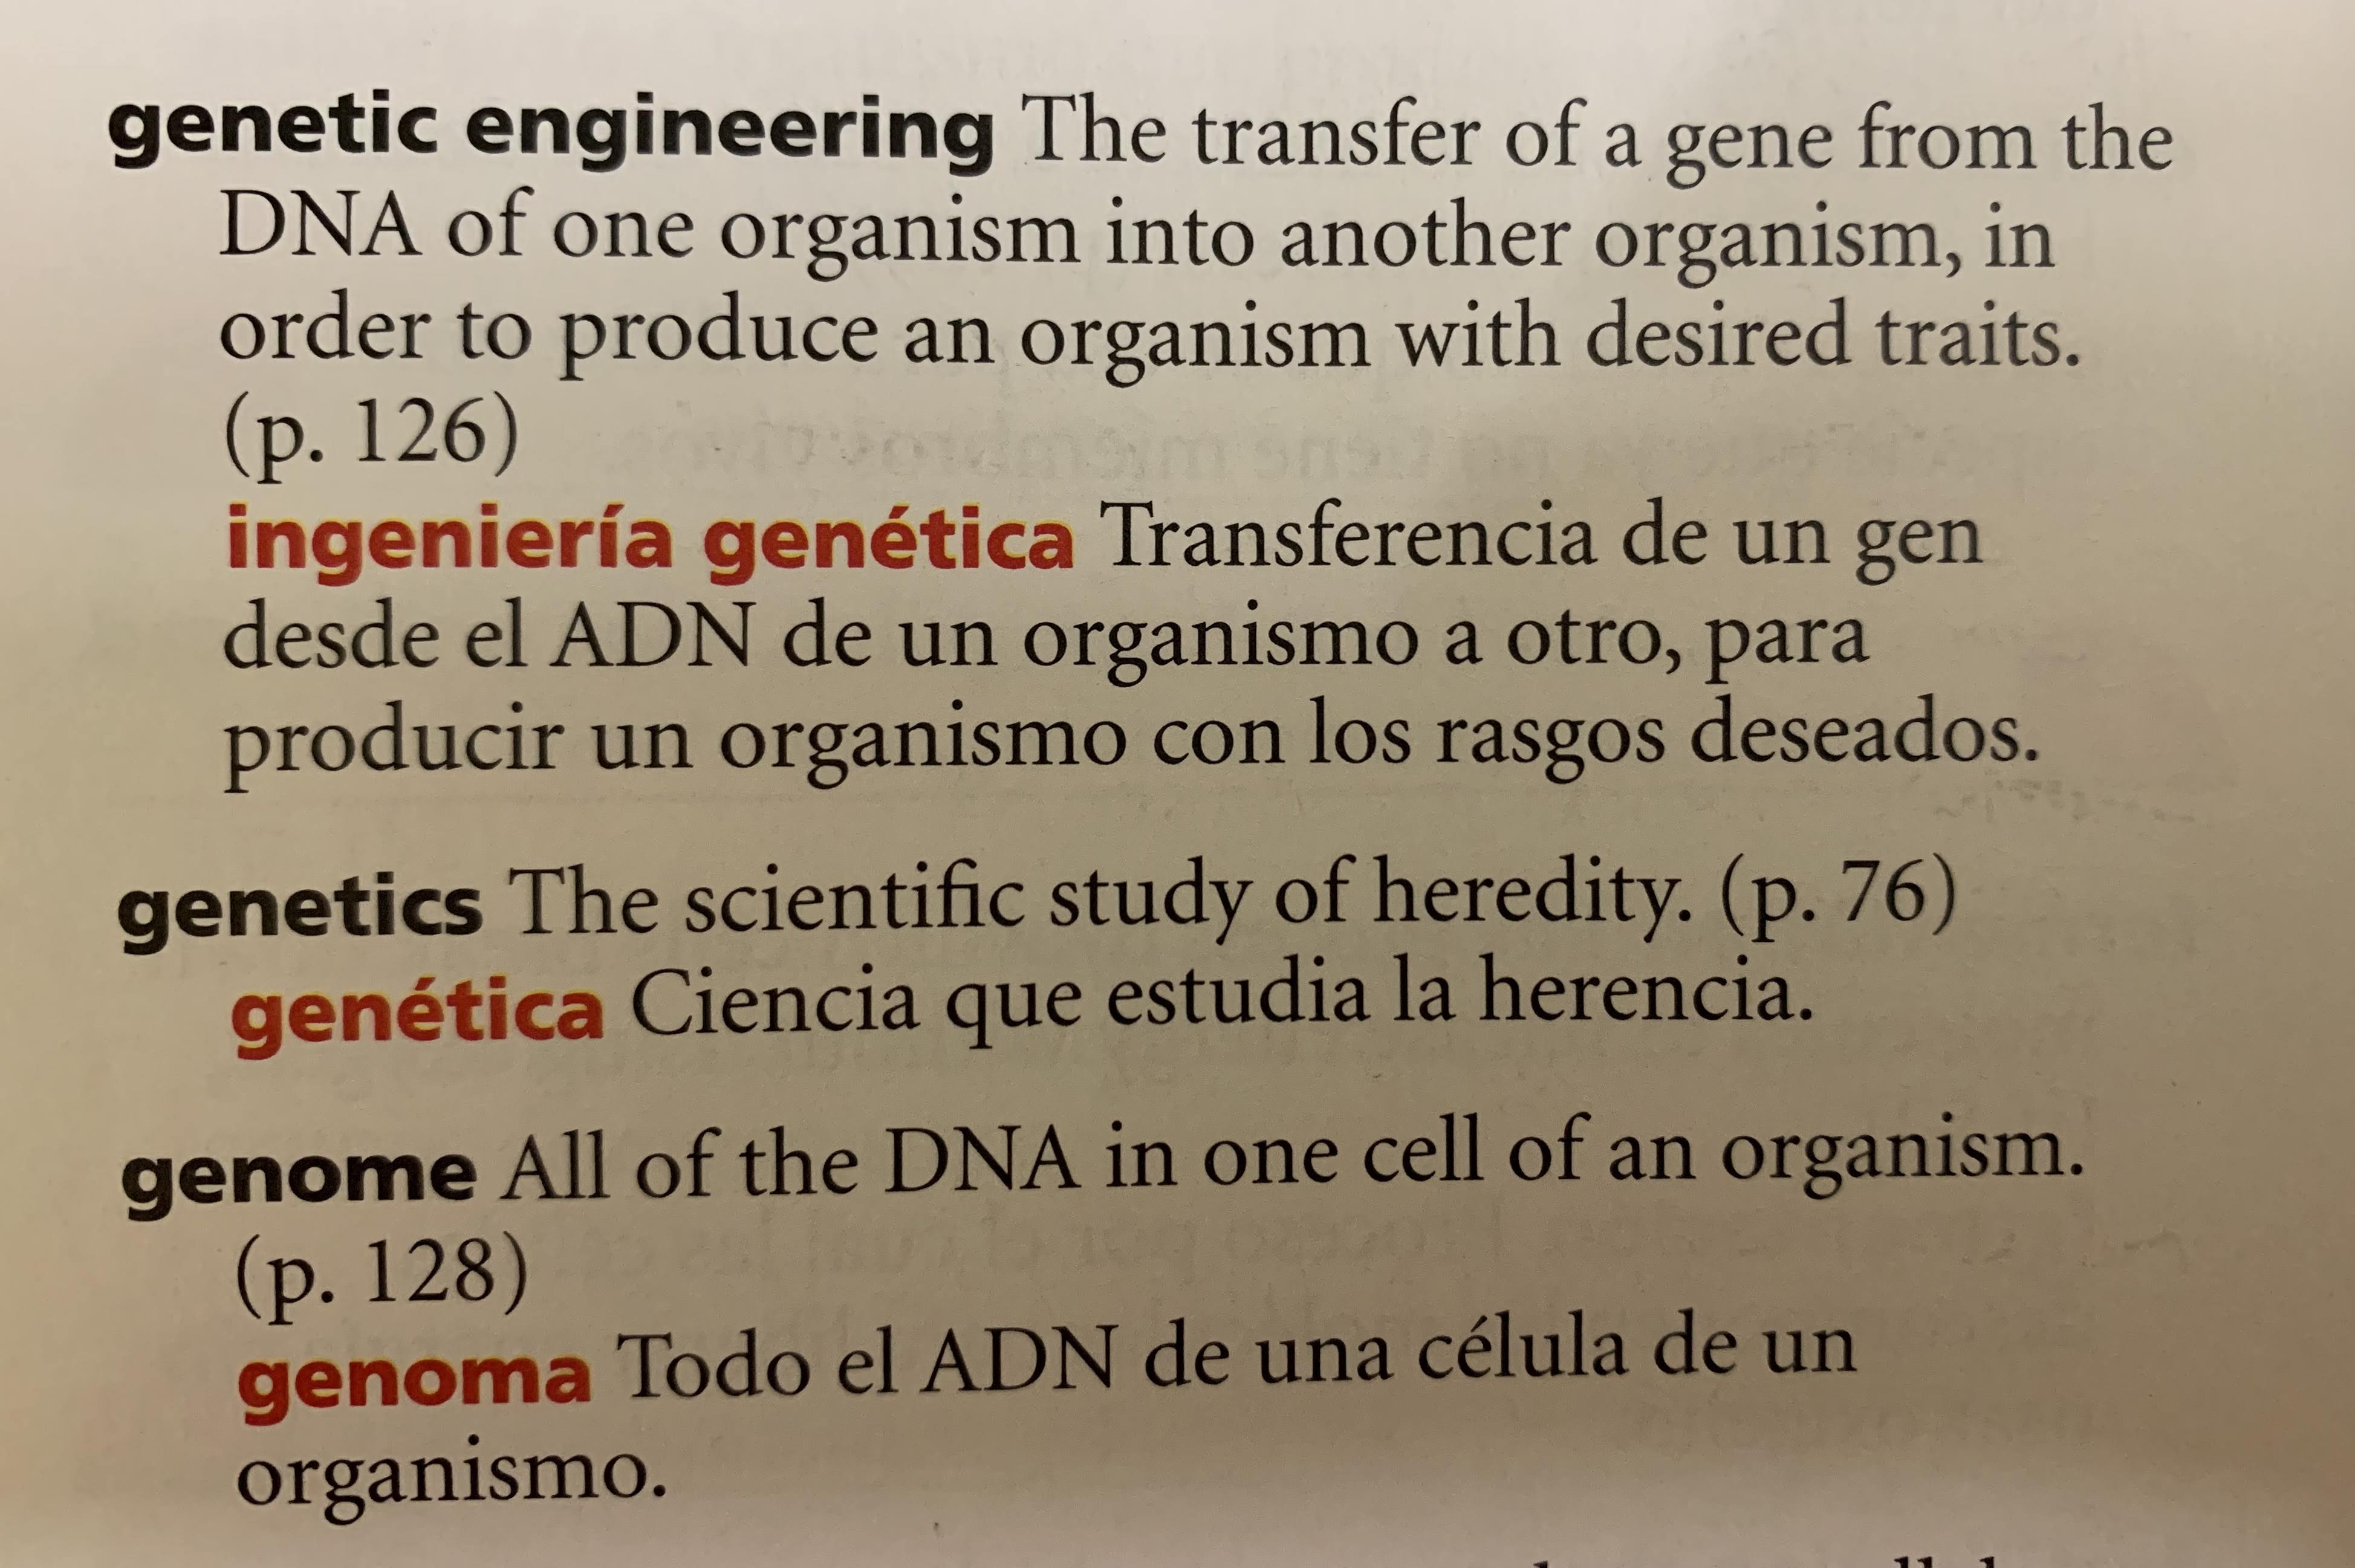 genetic engineering The transfer of a gene from the
DNA of one organism into another organism, in
order to produce an organism with desired traits.
(p. 126)
ingeniería genética Transferencia de un gen
desde el ADN de un organismo a otro, para
producir un organismo con los rasgos deseados.
genetics The scientific study of heredity. (p. 76)
genética Ciencia que estudia la herencia.
genome All of the DNA in one cell of an organism.
(p. 128)
genoma Todo el ADN de una célula de un
organismo.